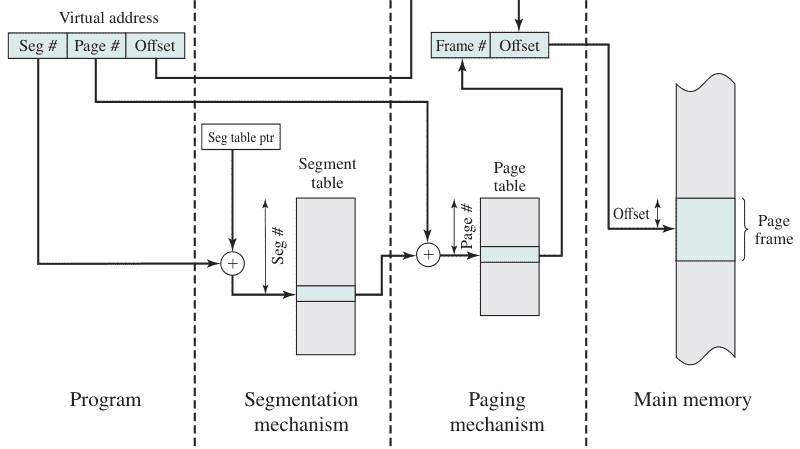 Virtual address
Seg # Page # Offset
Frame # Offset
Seg table ptr
Segment
table
Seg #
+
Page
table
Page #
+
Offset
Page
frame
Program
Segmentation
mechanism
Paging
mechanism
Main memory